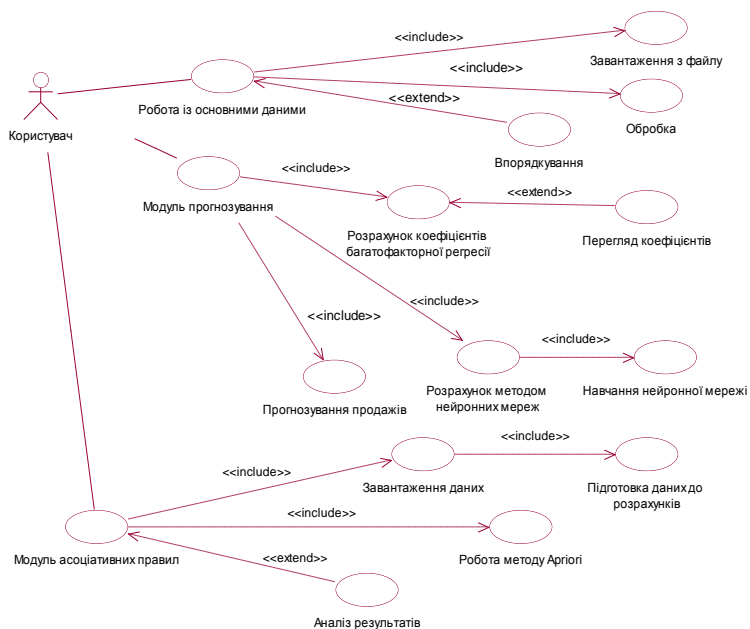 <<include>>
Завантаження з файлу
<<include>>
Користувач
Робота із основними даними
<<extend>>
Обробка
Впорядкування
<<include>>
Модуль прогнозування
<<extend>>
Розрахунок коефіцієнтів
багатофакторної регресії
Перегляд коефіцієнтів
<<include>>
<<include>>
<<include>>
Прогнозування продажів
Розрахунок методом
нейронних мереж
Навчання нейронної мережі
<<include>>
<<include>>
Завантаження даних
Підготовка даних до
розрахунків
<<include>>
Модуль асоціативних правил
Робота методу Apriori
<<extend>>
Аналіз результатів